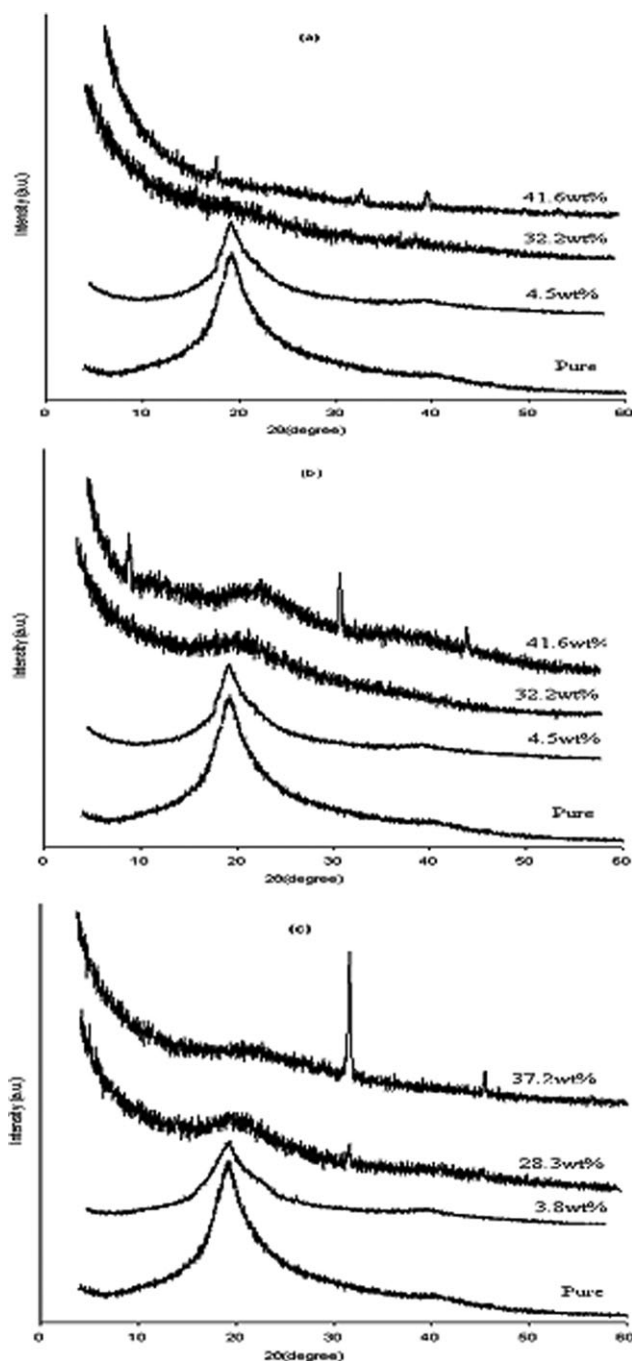 (a)
Intensity (a.u.)
41.6wt%
32.2wt%
4.5wt%
Pure
0 10 20 30 40 50 60
2θ(degree)
(b)
Intensity (a.u.)
41.6wt%
32.2wt%
4.5wt%
Pure
0 10 20 30 40 50 60
2θ(degree)
(c)
Intensity (a.u.)
37.2wt%
28.3wt%
3.8wt%
Pure
0 10 20 30 40 50 60
2θ(degree)